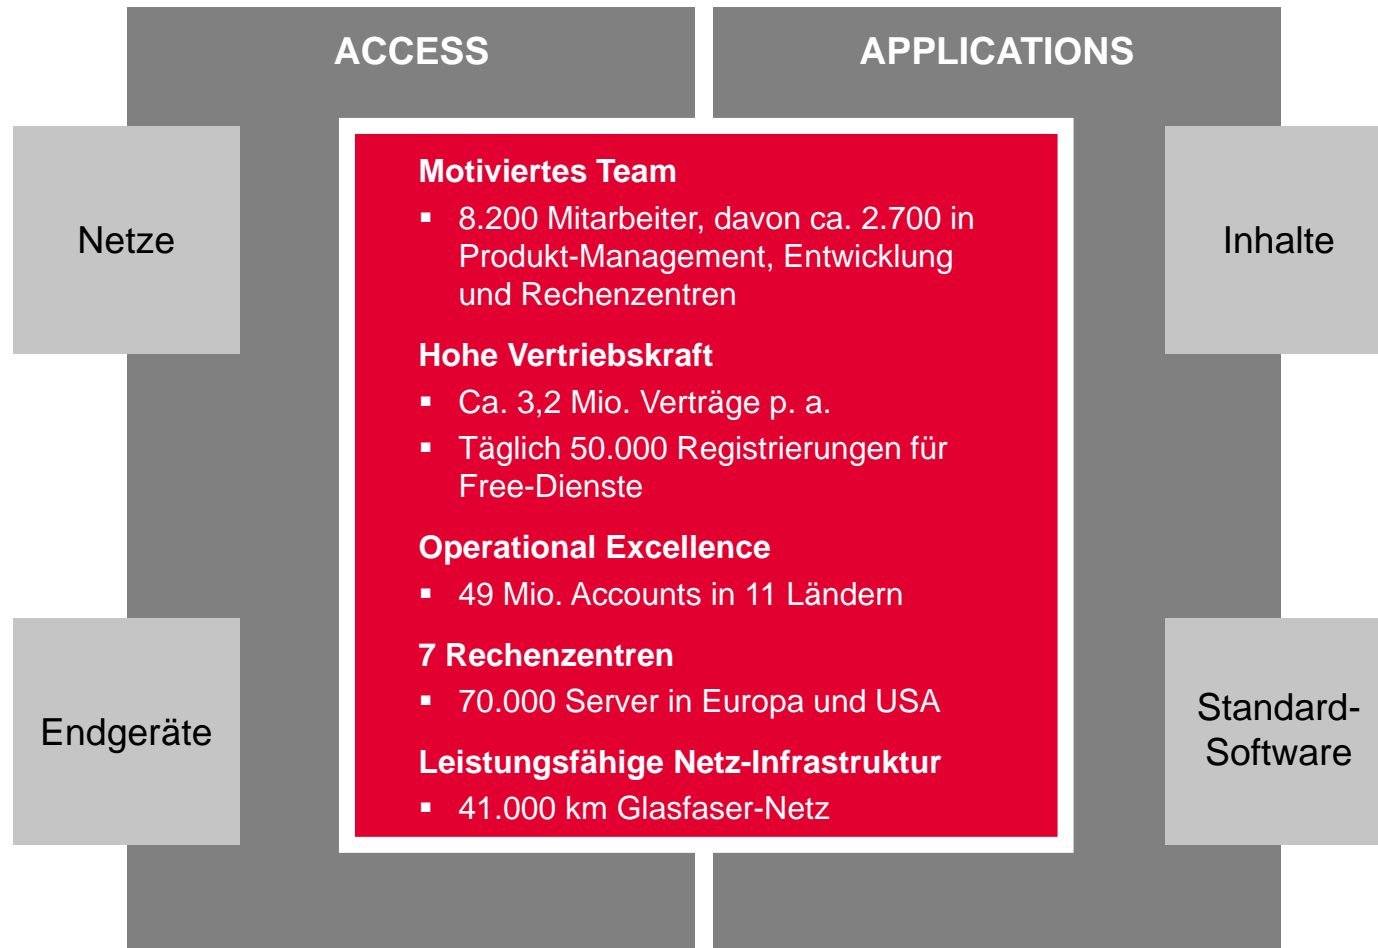 ACCESS
APPLICATIONS
Netze
Endgeräte
Motiviertes Team
▪ 8.200 Mitarbeiter, davon ca. 2.700 in
Produkt-Management, Entwicklung
und Rechenzentren
Hohe Vertriebskraft
▪ Ca. 3,2 Mio. Verträge p. a.
▪ Täglich 50.000 Registrierungen für
Free-Dienste
Operational Excellence
▪ 49 Mio. Accounts in 11 Ländern
7 Rechenzentren
▪ 70.000 Server in Europa und USA
Leistungsfähige Netz-Infrastruktur
▪ 41.000 km Glasfaser-Netz
Inhalte
Standard-
Software